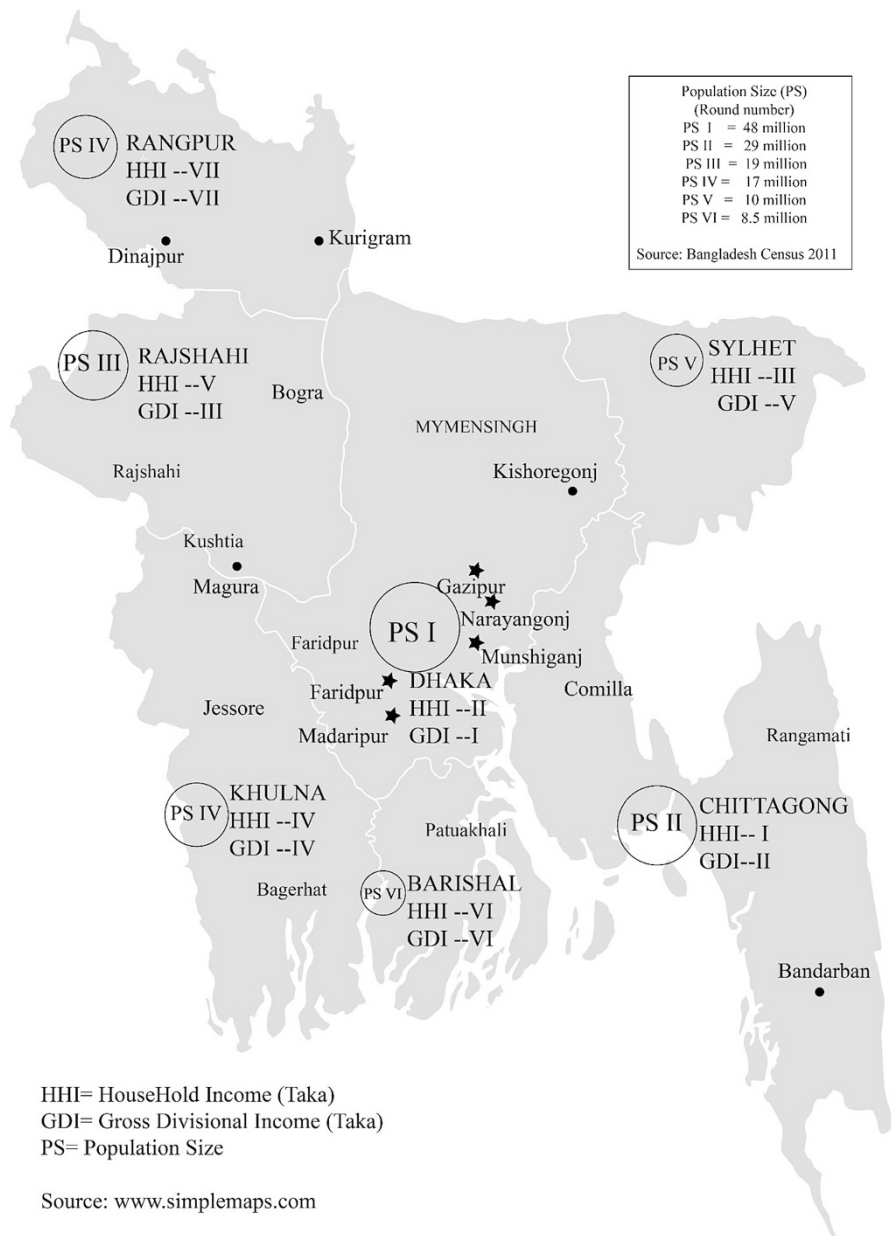 Population Size (PS)
(Round number)
PS I = 48 million
PS II = 29 million
PS III = 19 million
PS IV = 17 million
PS V = 10 million
PS VI = 8.5 million
Source: Bangladesh Census 2011
PS IV
RANGPUR
HHI --VII
GDI --VII
Dinajpur
Kurigram
PS III
RAJSHAHI
HHI --V
GDI --III
Bogra
Rajshahi
PS V
SYLHET
HHI --III
GDI --V
MYMENSINGH
Kishoregonj
Kushtia
Magura
Gazipur
Narayangonj
PS I
Faridpur
Munshiganj
Faridpur
Madaripur
DHAKA
HHI --II
GDI --I
Comilla
Jessore
Rangamati
PS IV
KHULNA
HHI --IV
GDI --IV
Bagerhat
Patuakhali
PS VI
BARISHAL
HHI --VI
GDI --VI
PS II
CHITTAGONG
HHI-- I
GDI--II
Bandarban
HHI= HouseHold Income (Taka)
GDI= Gross Divisional Income (Taka)
PS= Population Size
Source: www.simplemaps.com